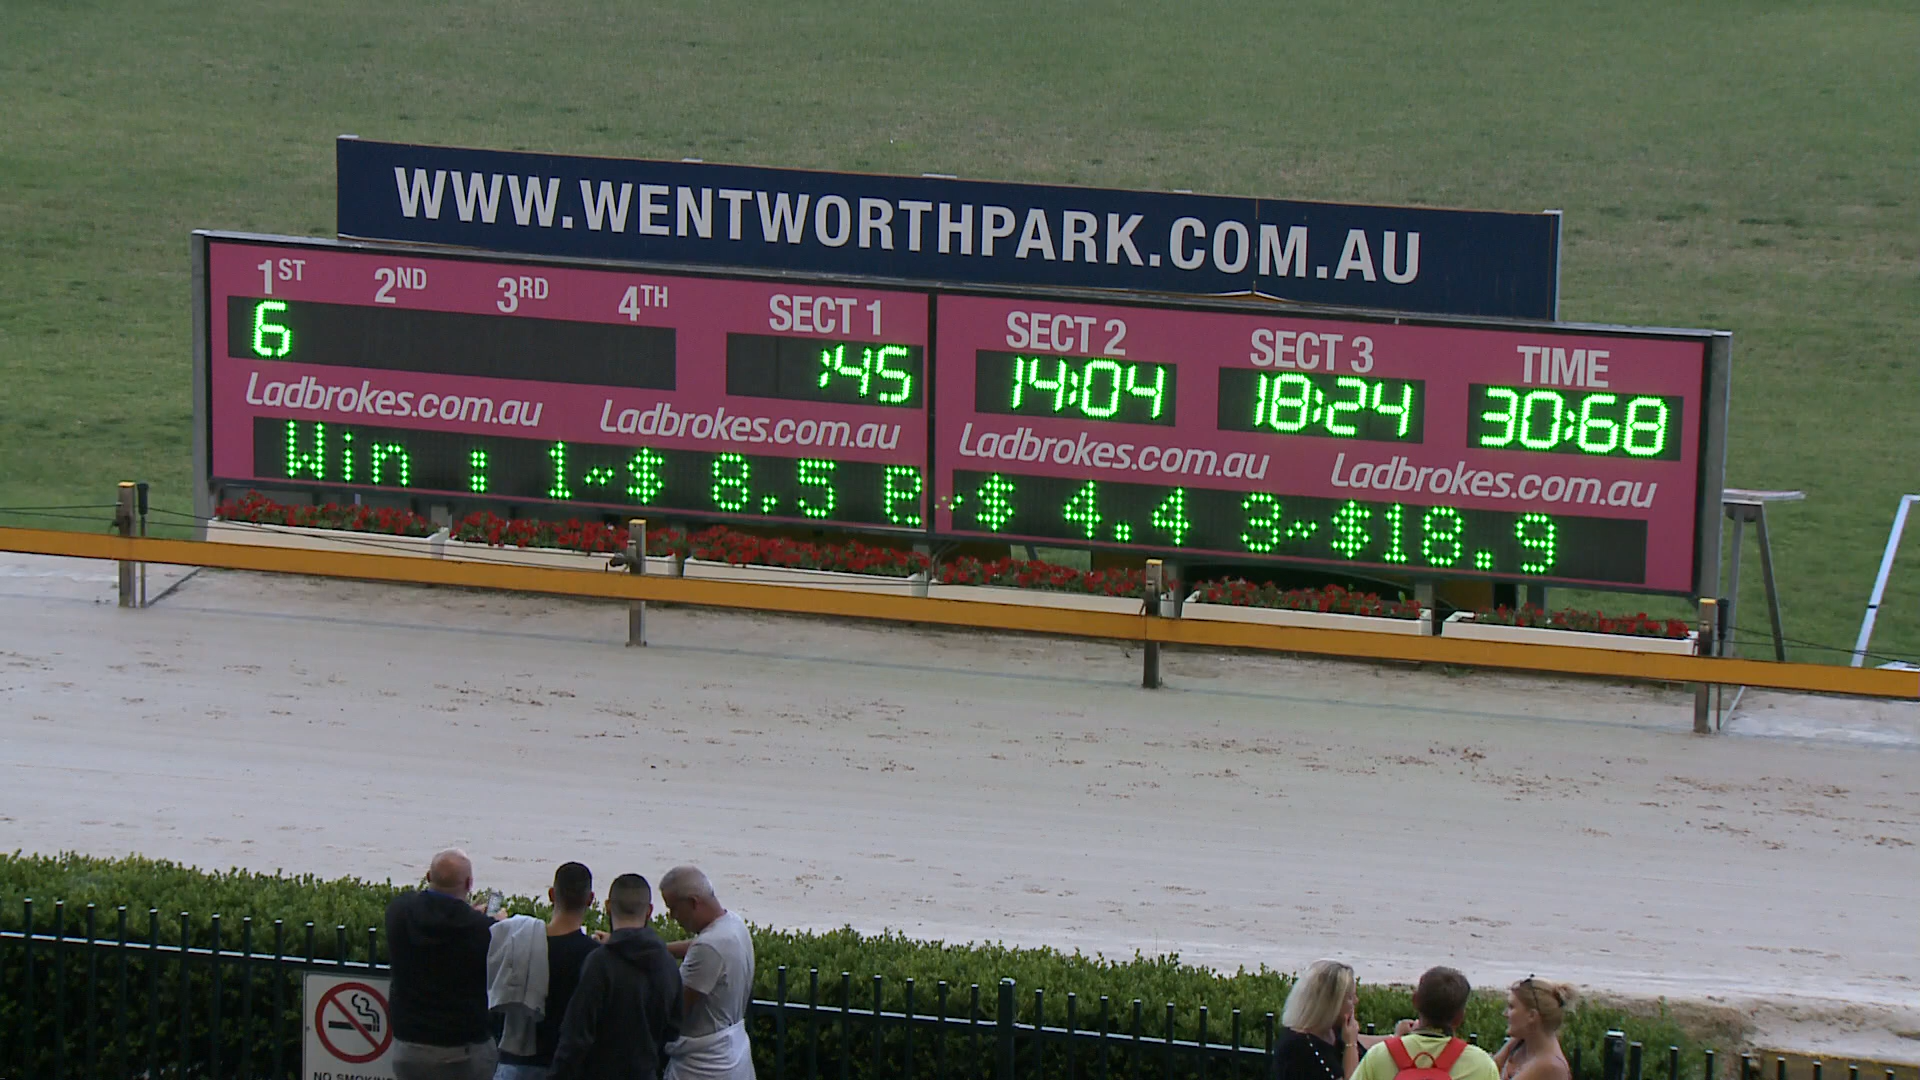 WWW.WENTWORTHPARK.COM.AU
1ST 2ND 3RD 4TH SECT 1 SECT 2 SECT 3 TIME
6 :45 14:04 18:24 30:68
Ladbrokes.com.au Ladbrokes.com.au Ladbrokes.com.au Ladbrokes.com.au
Win : 1~$ 8.5 $ 4.4 3~$18.9
NO SMOKING